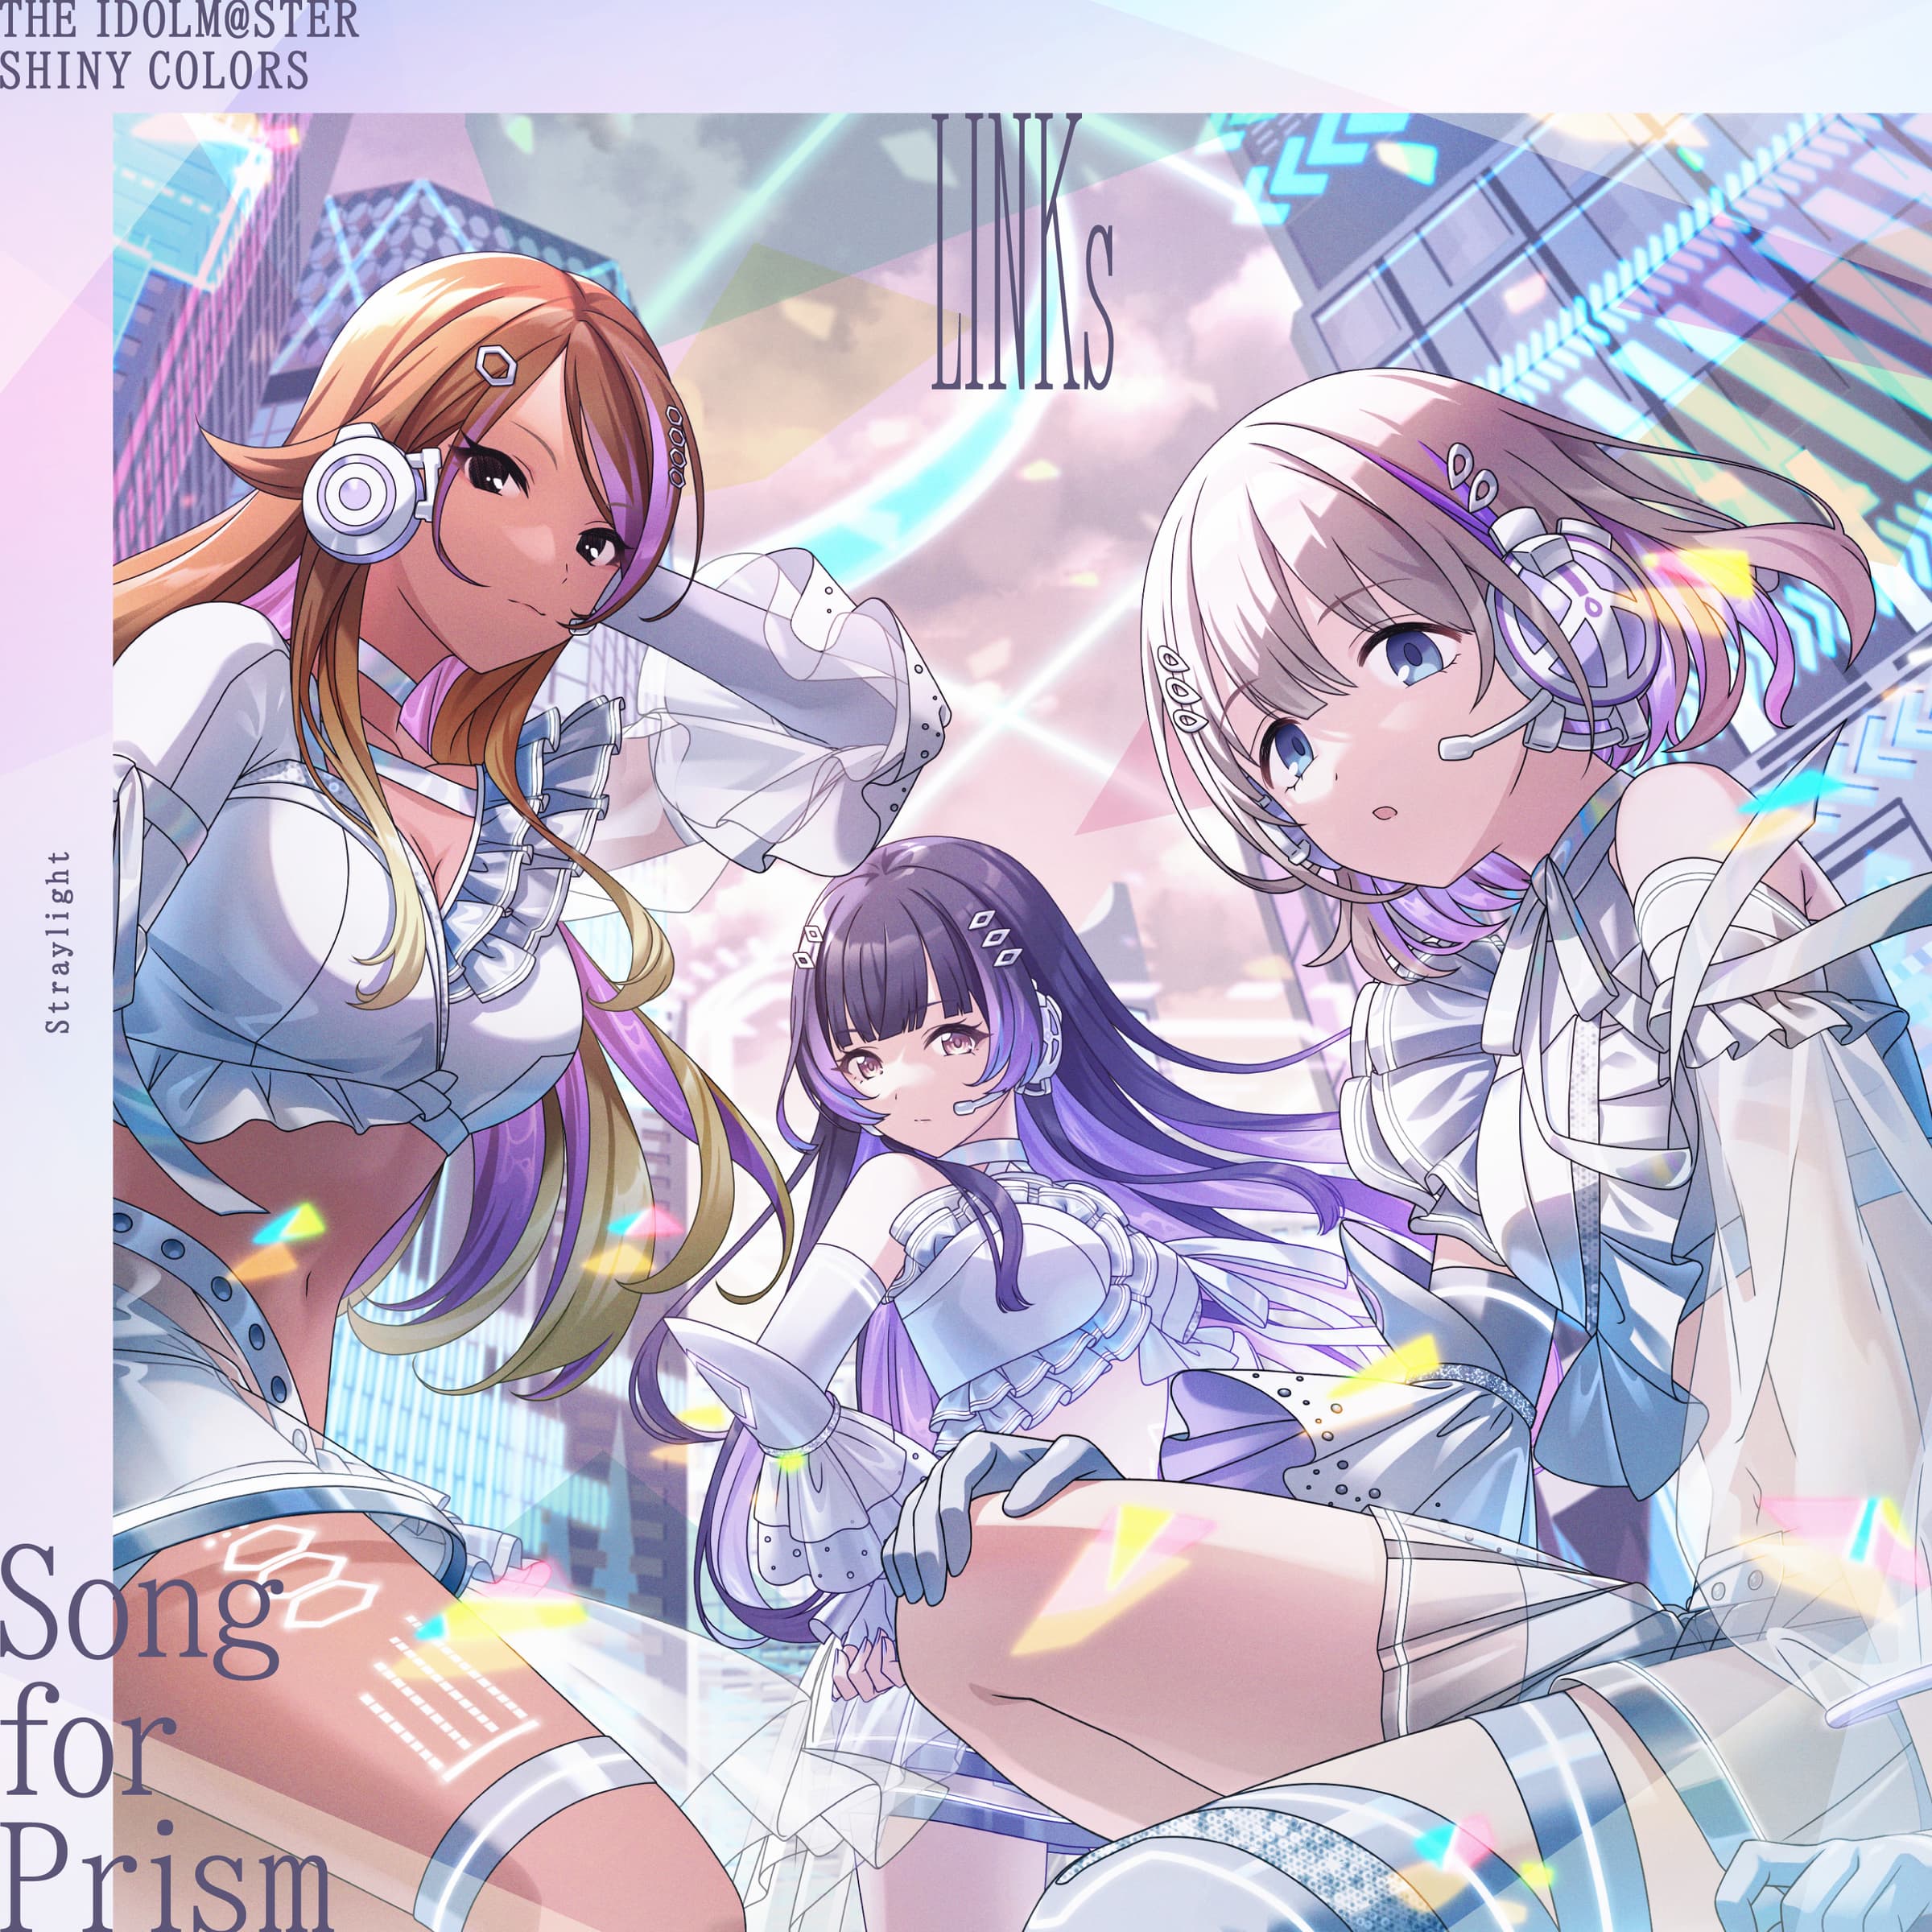 THE IDOLM@STER
SHINY COLORS
LINKs
Straylight
Song
for
Prism